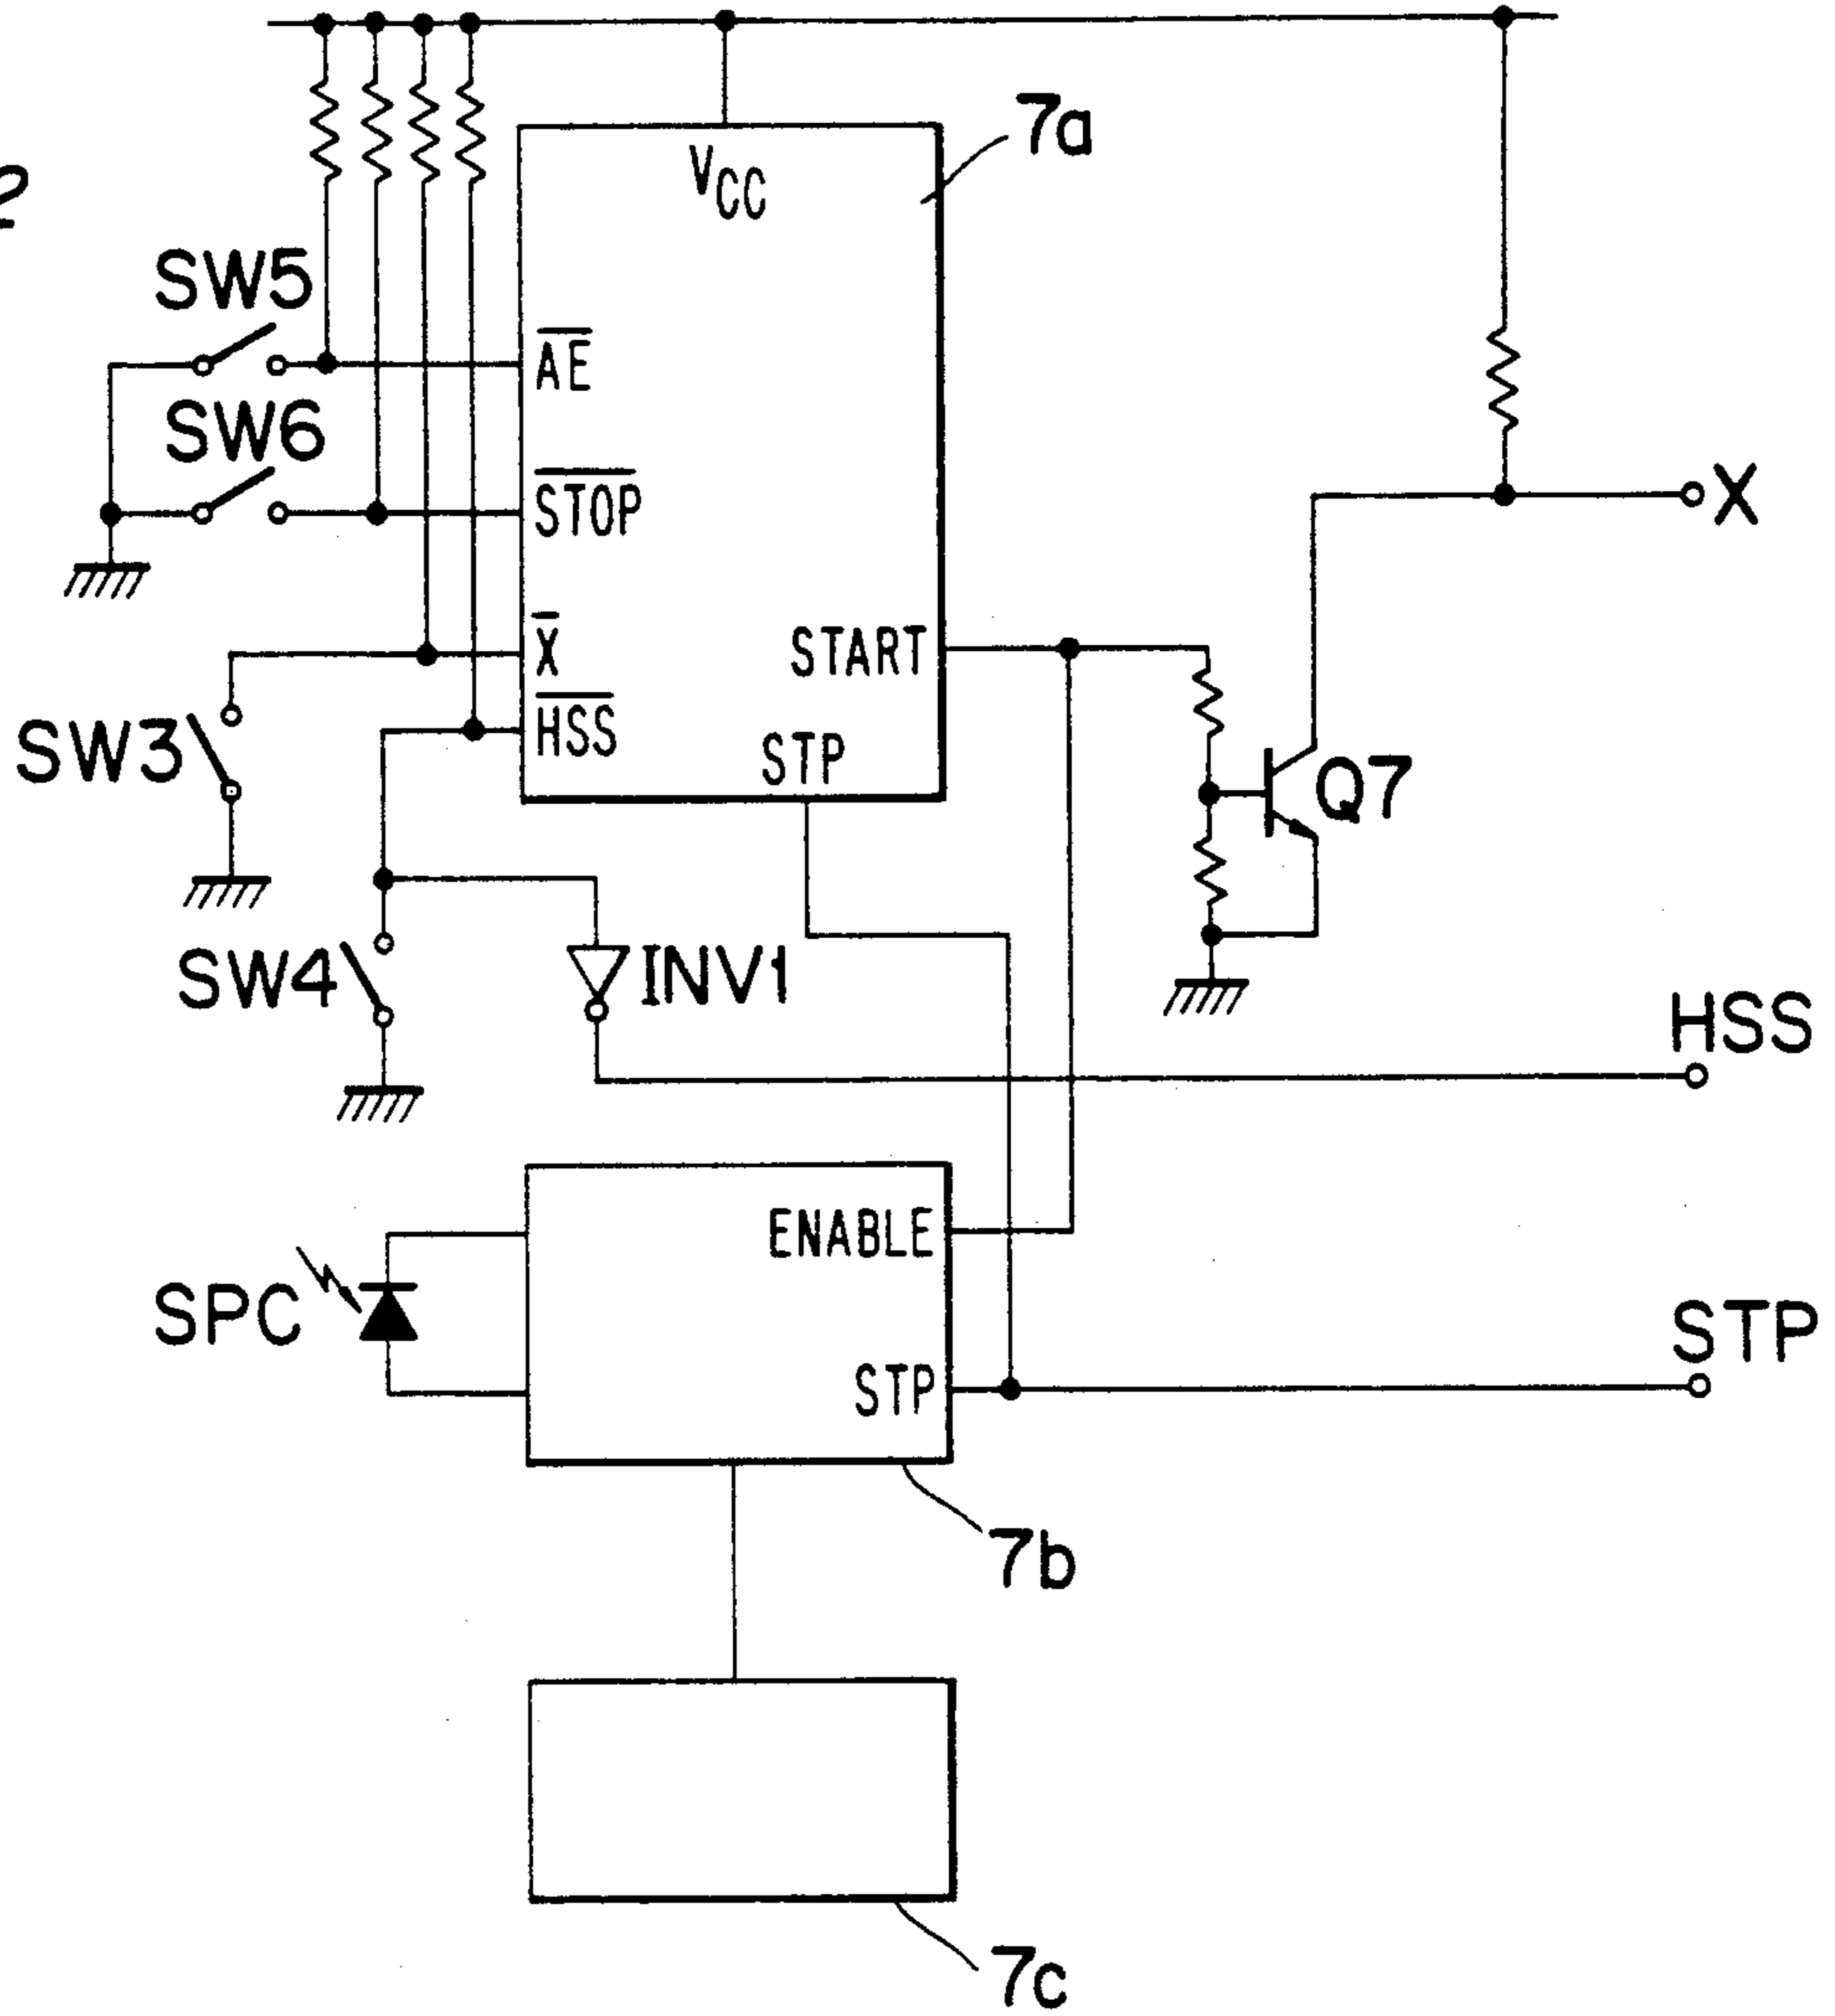 2
7a
VCC
SW5
AE
SW6
STOP
X
X
START
SW3
HSS
STP
Q7
SW4
INV1
HSS
ENABLE
SPC
STP
STP
7b
7c